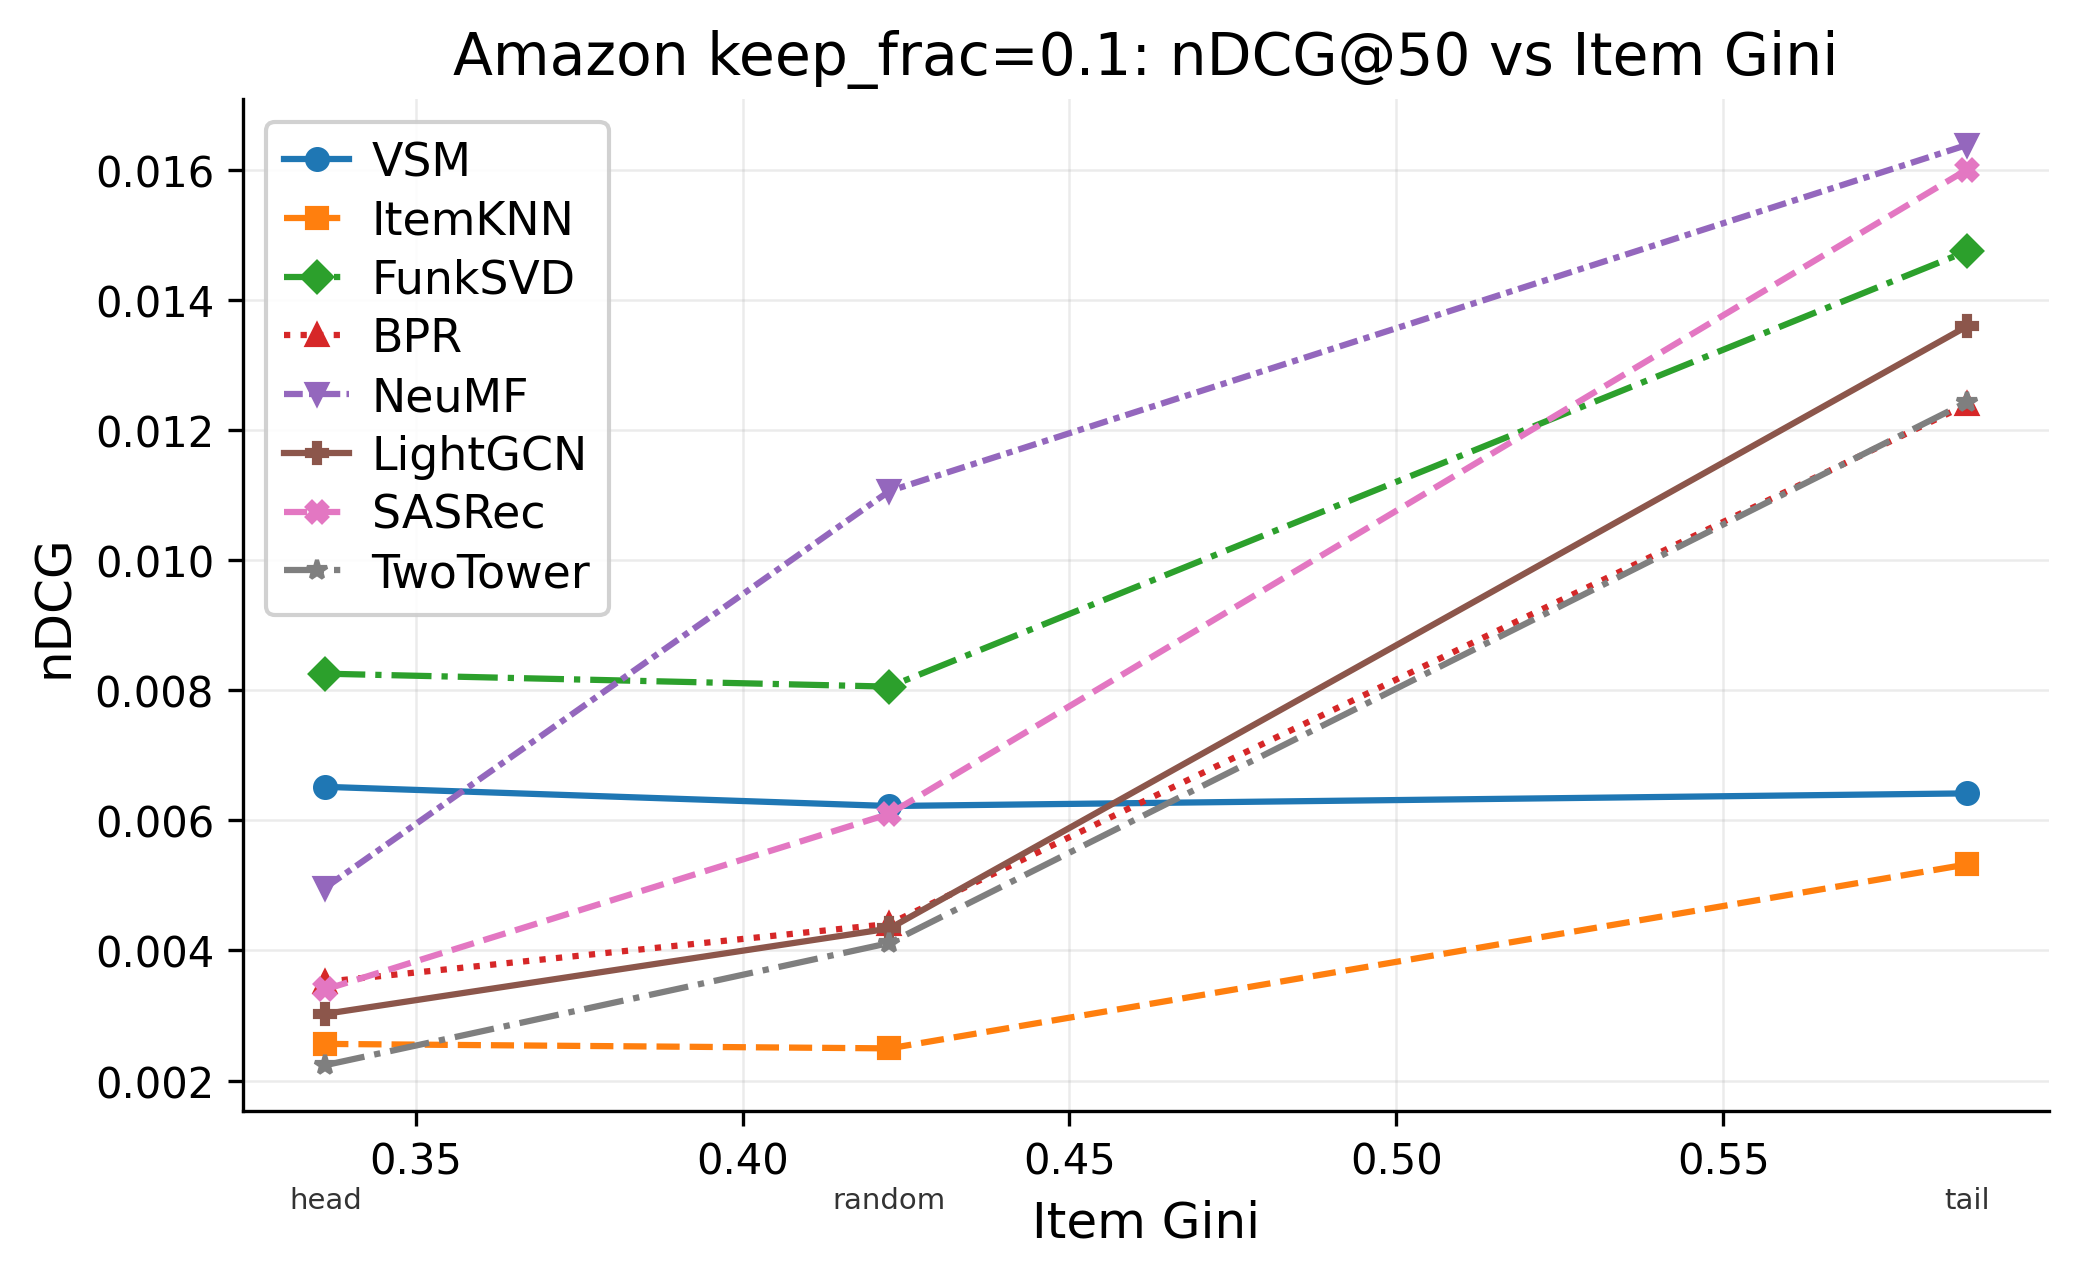 Amazon keep_frac=0.1: nDCG@50 vs Item Gini
VSM
ItemKNN
FunkSVD
BPR
NeuMF
LightGCN
SASRec
TwoTower
nDCG
0.016
0.014
0.012
0.010
0.008
0.006
0.004
0.002
0.35 0.40 0.45 0.50 0.55
head random tail
Item Gini